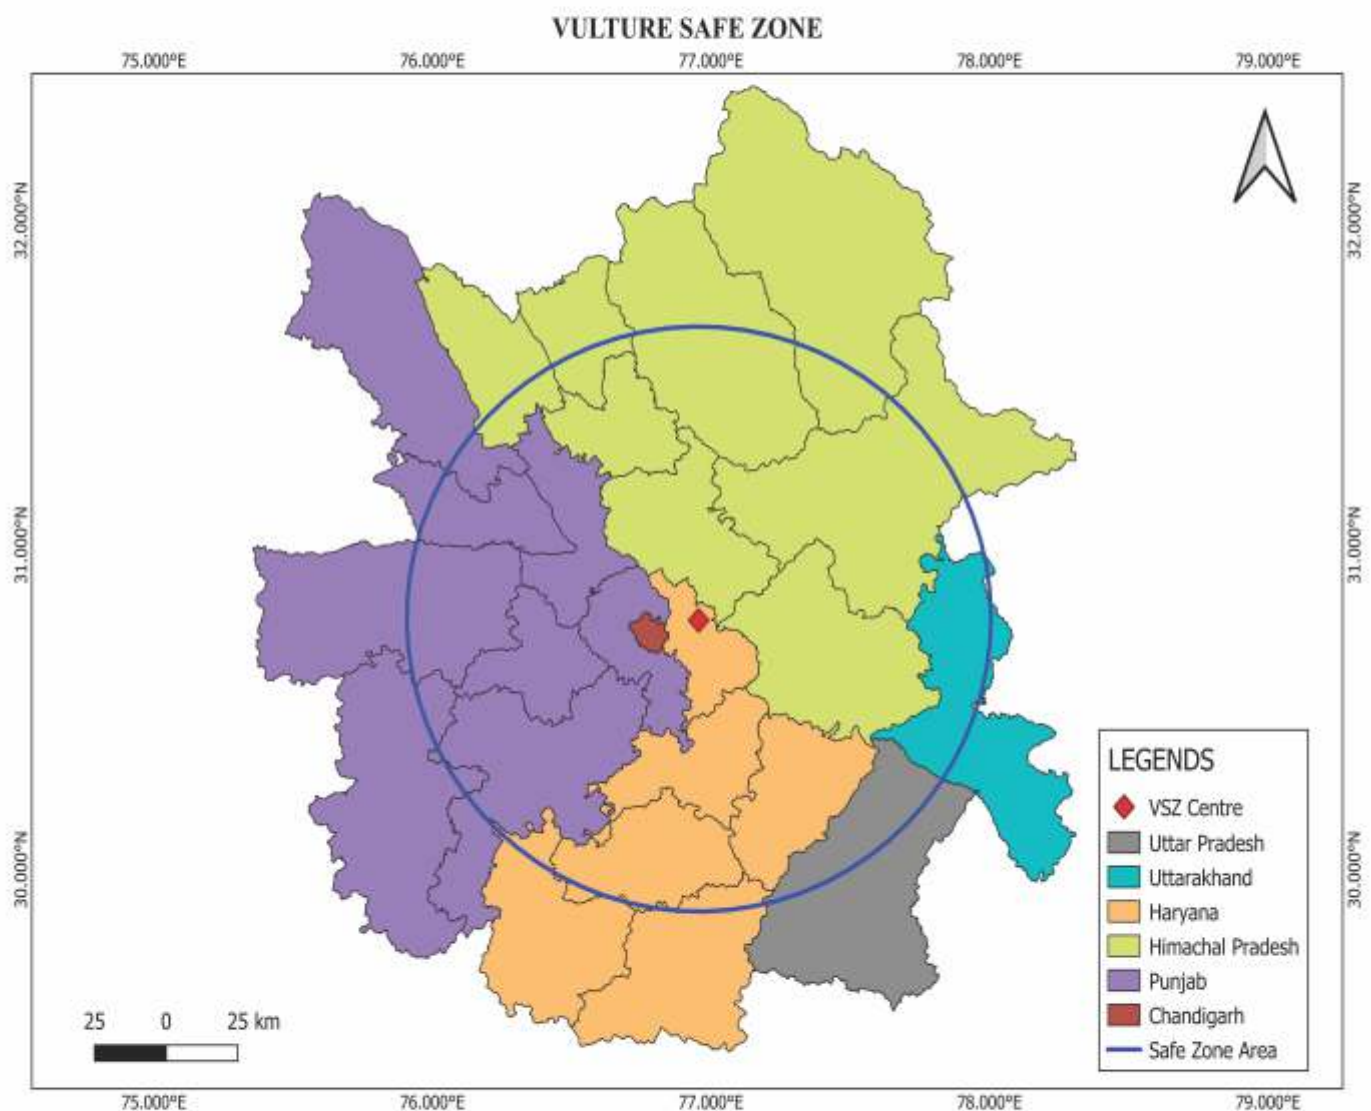 VULTURE SAFE ZONE
75.000°E 76.000°E 77.000°E 78.000°E 79.000°E
32.000°N 32.000°N
31.000°N 31.000°N
30.000°N 30.000°N
LEGENDS
VSZ Centre
Uttar Pradesh
Uttarakhand
Haryana
Himachal Pradesh
Punjab
Chandigarh
Safe Zone Area
25 0 25 km
75.000°E 76.000°E 77.000°E 78.000°E 79.000°E